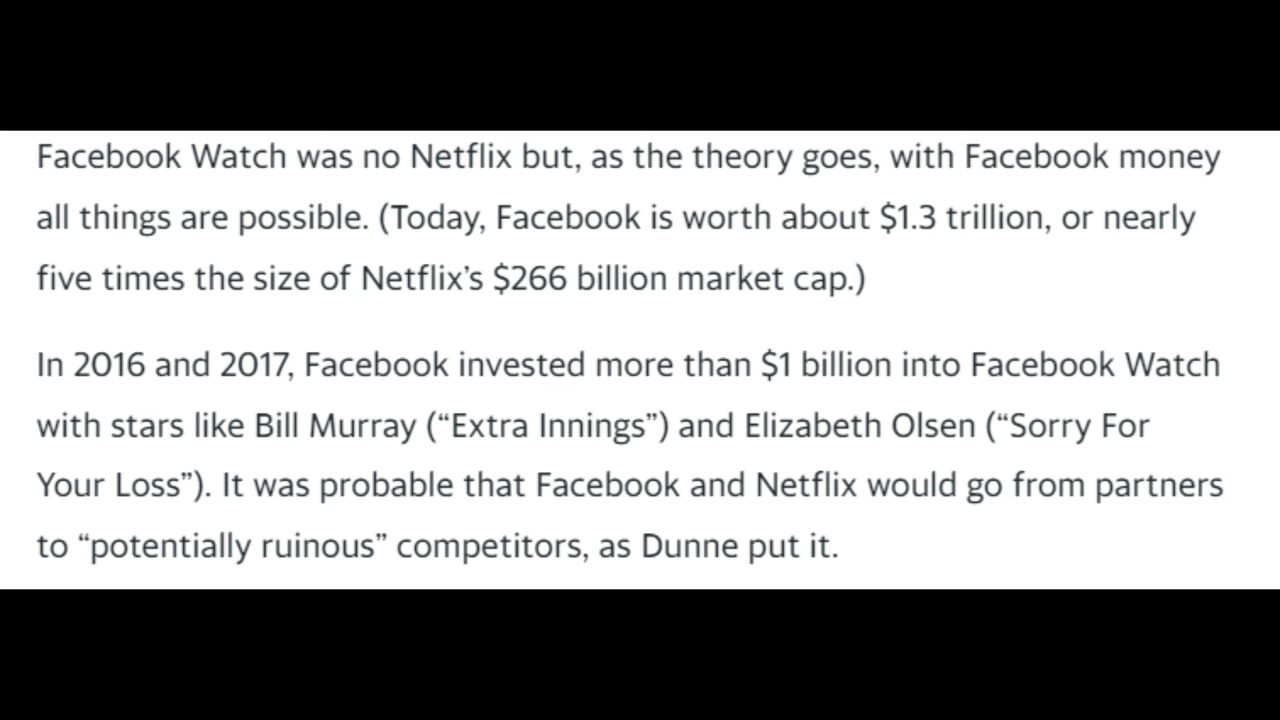 Facebook Watch was no Netflix but, as the theory goes, with Facebook money
all things are possible. (Today, Facebook is worth about $1.3 trillion, or nearly
five times the size of Netflix’s $266 billion market cap.)
In 2016 and 2017, Facebook invested more than $1 billion into Facebook Watch
with stars like Bill Murray (“Extra Innings”) and Elizabeth Olsen (“Sorry For
Your Loss”). It was probable that Facebook and Netflix would go from partners
to “potentially ruinous” competitors, as Dunne put it.